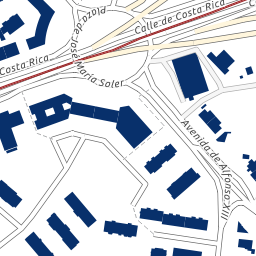 Calle de Costa Rica
Plaza de José María Soler
Costa Rica
Avenida de Alfonso XIII